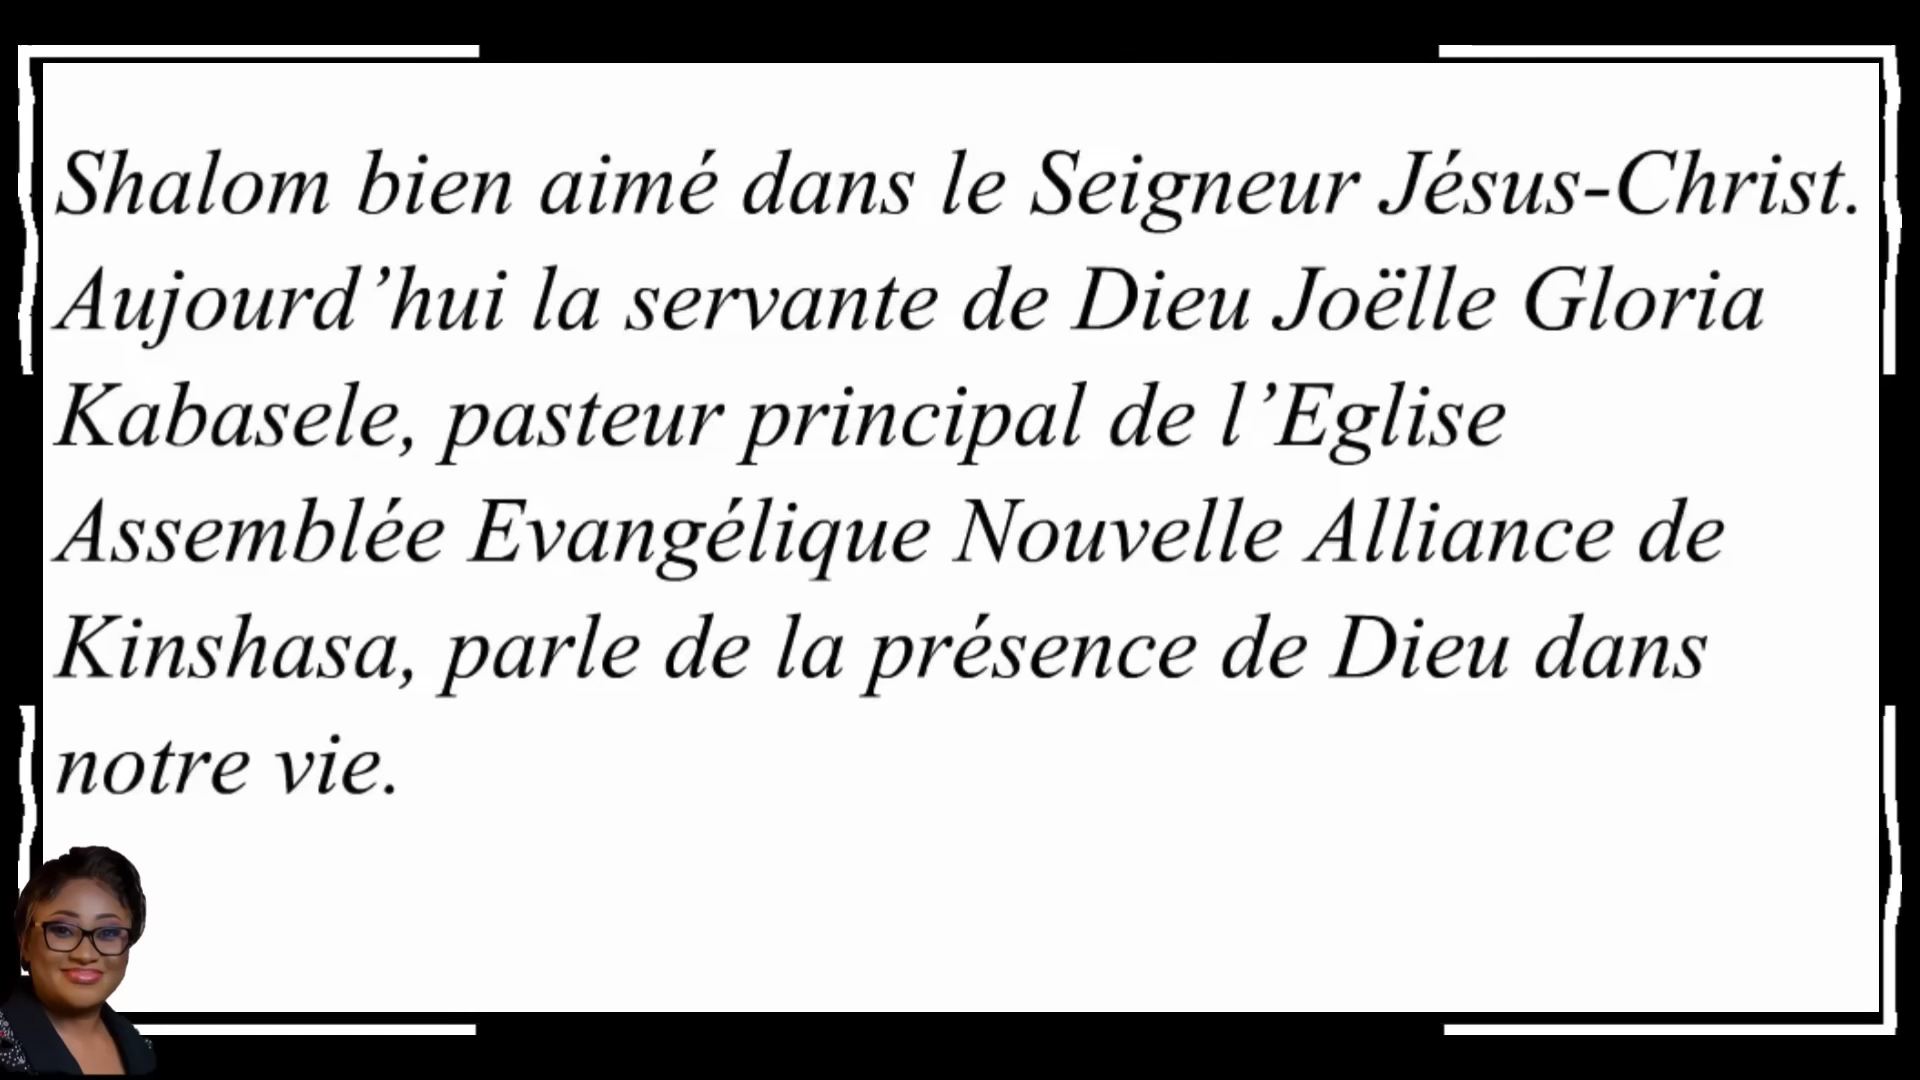 Shalom bien aimé dans le Seigneur Jésus-Christ.
Aujourd’hui la servante de Dieu Joëlle Gloria
Kabasele, pasteur principal de l’Eglise
Assemblée Evangélique Nouvelle Alliance de
Kinshasa, parle de la présence de Dieu dans
notre vie.